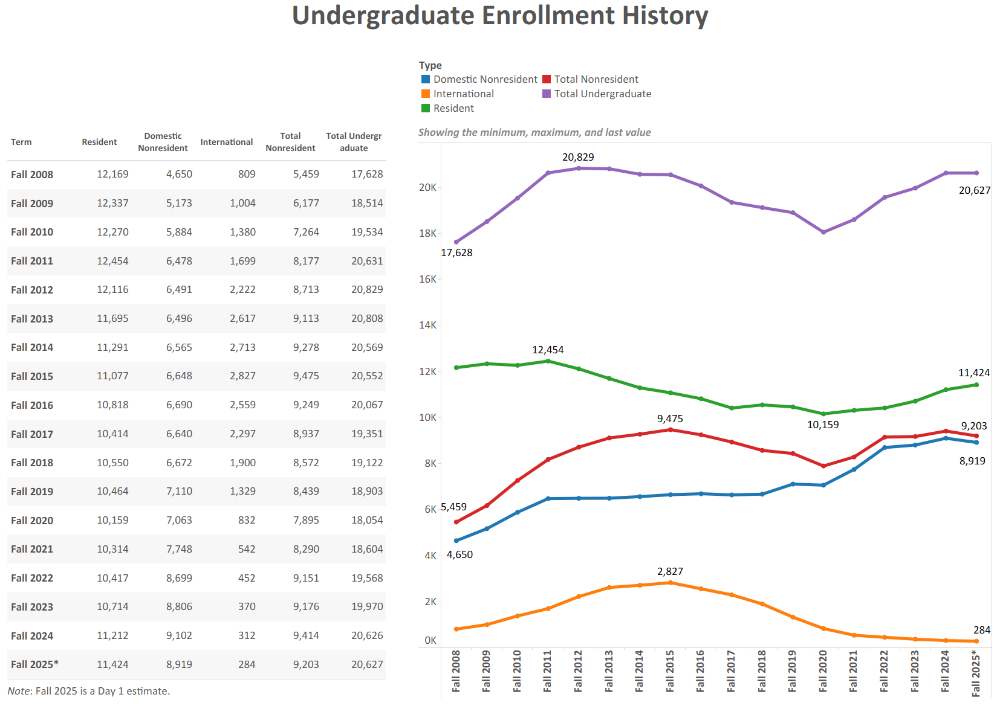 Undergraduate Enrollment History
Type
Domestic Nonresident Total Nonresident
International Total Undergraduate
Resident
Showing the minimum, maximum, and last value
Term Resident Domestic Nonresident International Total Nonresident Total Undergr aduate
Fall 2008 12,169 4,650 809 5,459 17,628
Fall 2009 12,337 5,173 1,004 6,177 18,514
Fall 2010 12,270 5,884 1,380 7,264 19,534
Fall 2011 12,454 6,478 1,699 8,177 20,631
Fall 2012 12,116 6,491 2,222 8,713 20,829
Fall 2013 11,695 6,496 2,617 9,113 20,808
Fall 2014 11,291 6,565 2,713 9,278 20,569
Fall 2015 11,077 6,648 2,827 9,475 20,552
Fall 2016 10,818 6,690 2,559 9,249 20,067
Fall 2017 10,414 6,640 2,297 8,937 19,351
Fall 2018 10,550 6,672 1,900 8,572 19,122
Fall 2019 10,464 7,110 1,329 8,439 18,903
Fall 2020 10,159 7,063 832 7,895 18,054
Fall 2021 10,314 7,748 542 8,290 18,604
Fall 2022 10,417 8,699 452 9,151 19,568
Fall 2023 10,714 8,806 370 9,176 19,970
Fall 2024 11,212 9,102 312 9,414 20,626
Fall 2025* 11,424 8,919 284 9,203 20,627
Note: Fall 2025 is a Day 1 estimate.
20,829
20K
20,627
18K
17,628
16K
14K
12,454
12K
11,424
10K
9,475
10,159
9,203
8K
8,919
5,459
6K
4K
4,650
2,827
2K
284
0K
Fall 2008
Fall 2009
Fall 2010
Fall 2011
Fall 2012
Fall 2013
Fall 2014
Fall 2015
Fall 2016
Fall 2017
Fall 2018
Fall 2019
Fall 2020
Fall 2021
Fall 2022
Fall 2023
Fall 2024
Fall 2025*